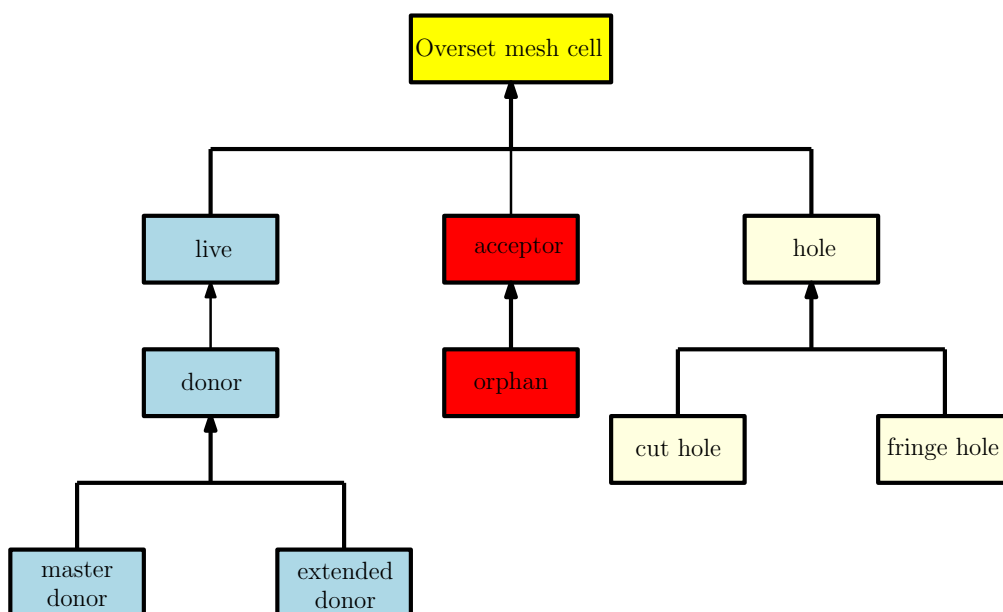 Overset mesh cell
live
acceptor
hole
donor
orphan
cut hole
fringe hole
master
donor
extended
donor